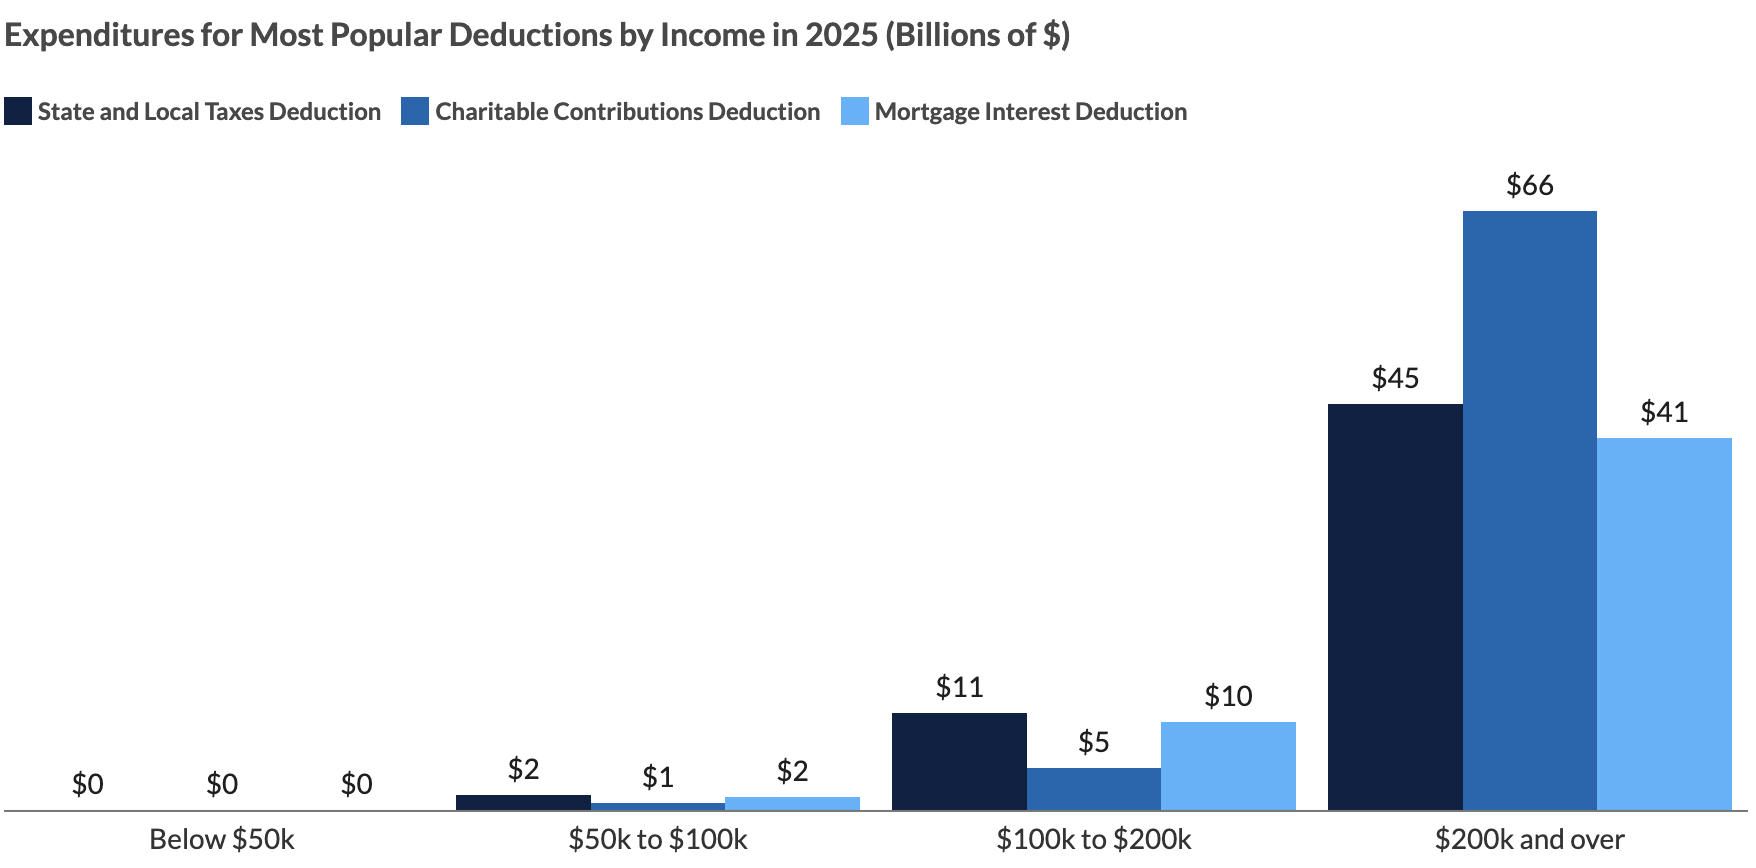 Expenditures for Most Popular Deductions by Income in 2025 (Billions of $)
State and Local Taxes Deduction Charitable Contributions Deduction Mortgage Interest Deduction
$0 $0 $0
$2 $1 $2
$11 $5 $10
$45 $66 $41
Below $50k $50k to $100k $100k to $200k $200k and over